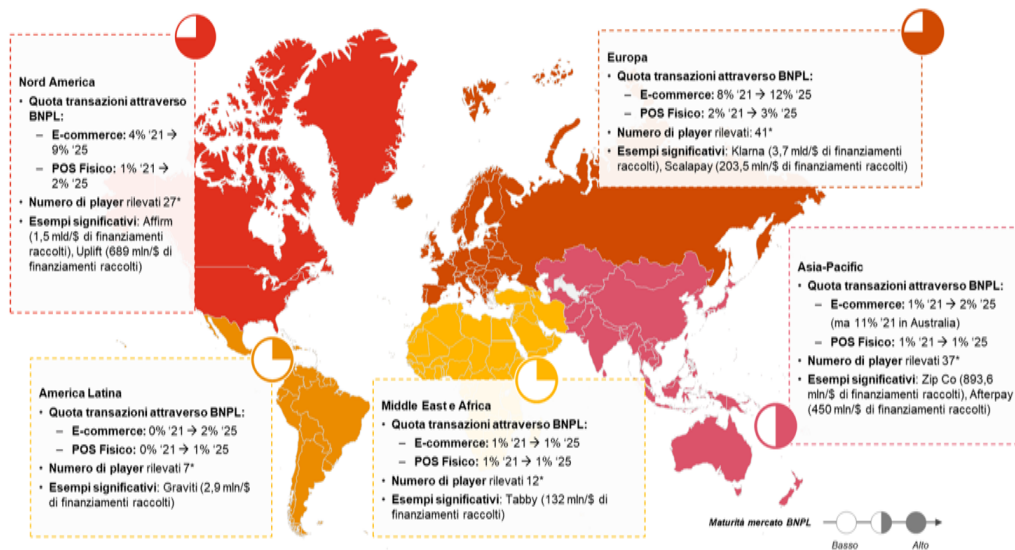 Nord America
• Quota transazioni attraverso
BNPL:
– E-commerce: 4% ‘21 →
9% ‘25
– POS Fisico: 1% ‘21 →
2% ‘25
• Numero di player rilevati 27*
• Esempi significativi: Affirm
(1,5 mld/$ di finanziamenti
raccolti), Uplift (689 mln/$ di
finanziamenti raccolti)
Europa
• Quota transazioni attraverso BNPL:
– E-commerce: 8% ‘21 → 12% ‘25
– POS Fisico: 2% ‘21 → 3% ‘25
• Numero di player rilevati: 41*
• Esempi significativi: Klarna (3,7 mld/$ di finanziamenti
raccolti), Scalapay (203,5 mln/$ di finanziamenti raccolti)
Asia-Pacific
• Quota transazioni attraverso BNPL:
– E-commerce: 1% ‘21 → 2% ‘25
(ma 11% ‘21 in Australia)
– POS Fisico: 1% ‘21 → 1% ‘25
• Numero di player rilevati 37*
• Esempi significativi: Zip Co (893,6
mln/$ di finanziamenti raccolti), Afterpay
(450 mln/$ di finanziamenti raccolti)
America Latina
• Quota transazioni attraverso BNPL:
– E-commerce: 0% ‘21 → 2% ‘25
– POS Fisico: 0% ‘21 → 1% ‘25
• Numero di player rilevati 7*
• Esempi significativi: Graviti (2,9 mln/$
di finanziamenti raccolti)
Middle East e Africa
• Quota transazioni attraverso BNPL:
– E-commerce: 1% ‘21 → 1% ‘25
– POS Fisico: 1% ‘21 → 1% ‘25
• Numero di player rilevati 12*
• Esempi significativi: Tabby (132 mln/$ di
finanziamenti raccolti)
Maturità mercato BNPL
Basso Alto